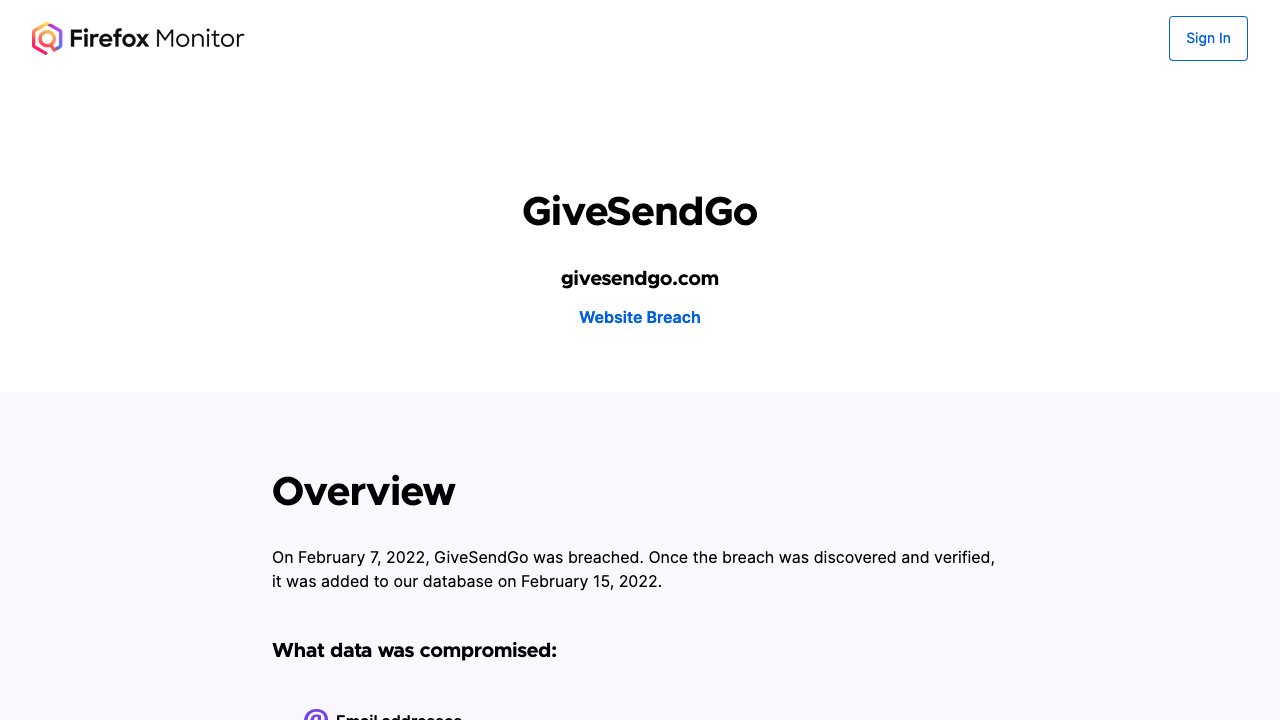 Firefox Monitor
Sign In
GiveSendGo
givesendgo.com
Website Breach
Overview
On February 7, 2022, GiveSendGo was breached. Once the breach was discovered and verified,
it was added to our database on February 15, 2022.
What data was compromised:
Email addresses